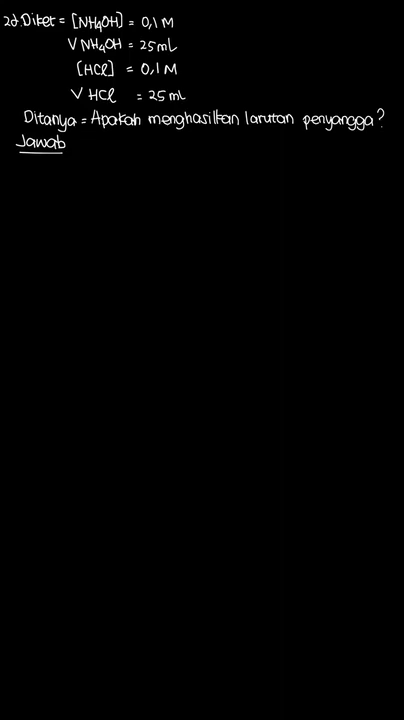 2d. Diket = [NH4OH] = 0,1 M
V NH4OH = 25 mL
[HCl] = 0,1 M
V HCl = 25 mL
Ditanya = Apakah menghasilkan larutan penyangga?
Jawab